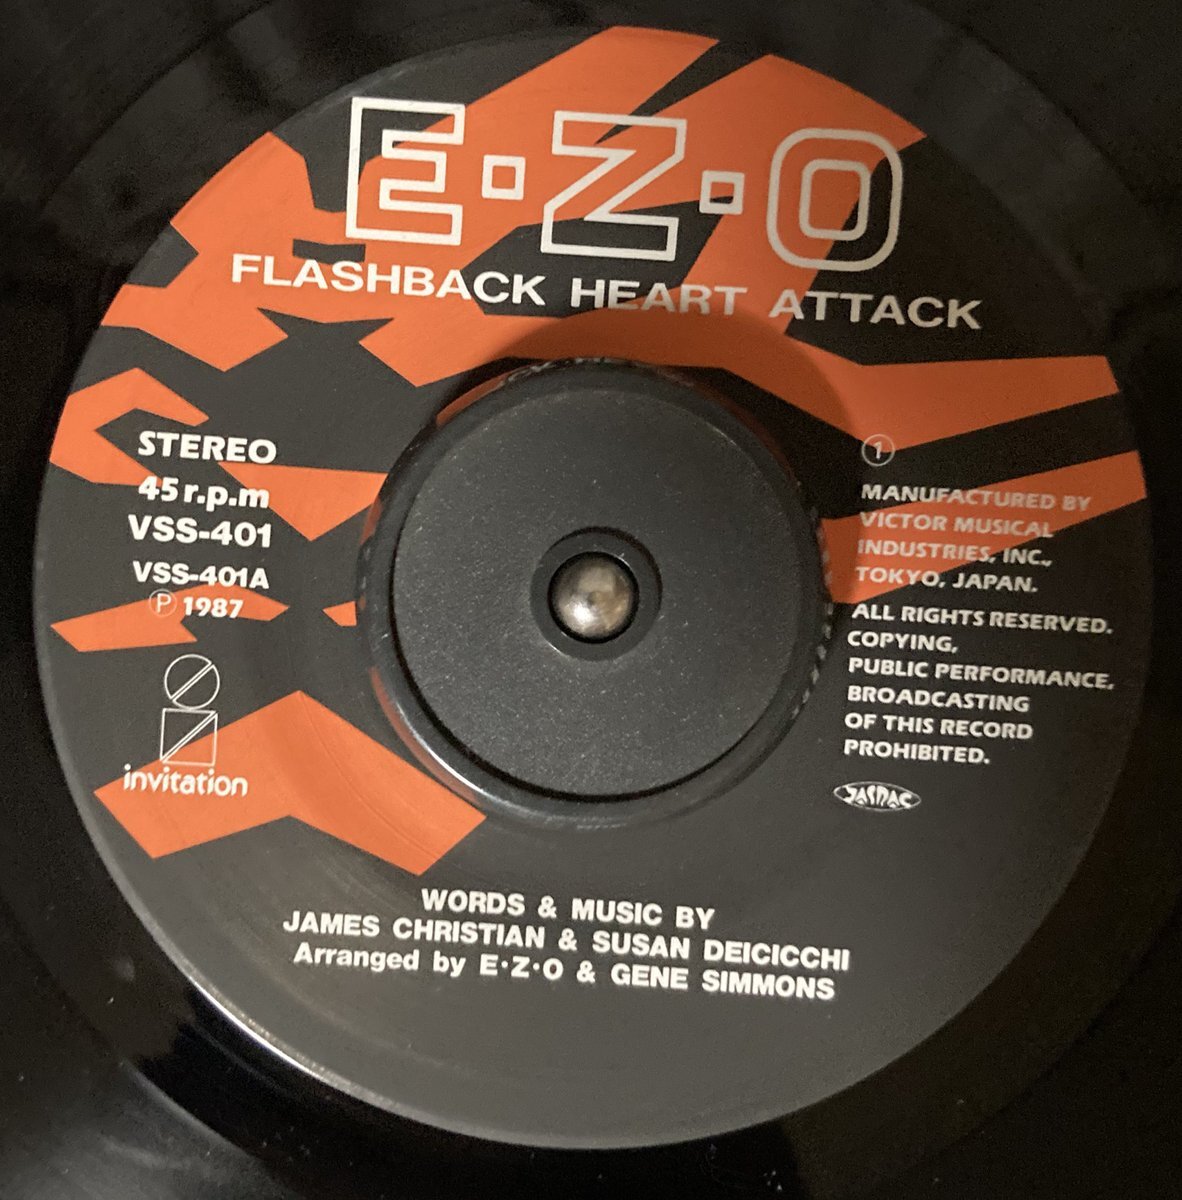 E·Z·O
FLASHBACK HEART ATTACK
STEREO
45 r.p.m
VSS-401
VSS-401A
Ⓟ 1987
invitation
①
MANUFACTURED BY
VICTOR MUSICAL
INDUSTRIES, INC.,
TOKYO, JAPAN.
ALL RIGHTS RESERVED.
COPYING,
PUBLIC PERFORMANCE,
BROADCASTING
OF THIS RECORD
PROHIBITED.
JASRAC
WORDS & MUSIC BY
JAMES CHRISTIAN & SUSAN DEICICCHI
Arranged by E·Z·O & GENE SIMMONS